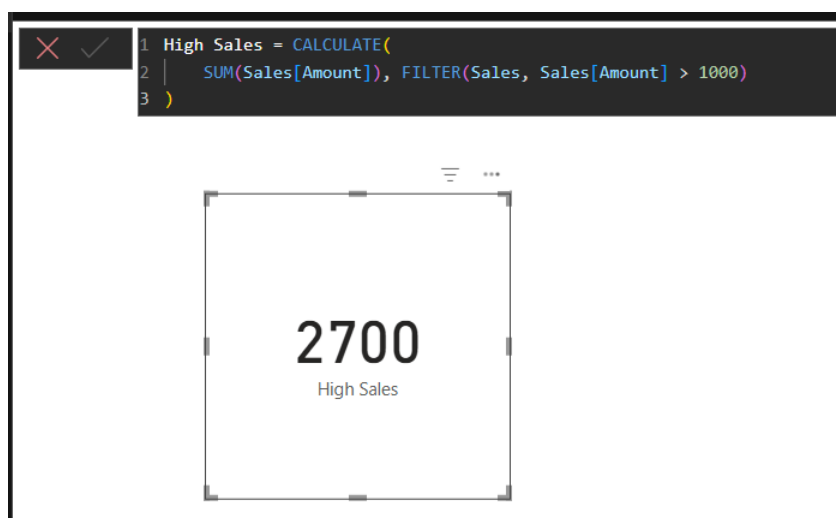 1 High Sales = CALCULATE(
2 SUM(Sales[Amount]), FILTER(Sales, Sales[Amount] > 1000)
3 )
2700
High Sales